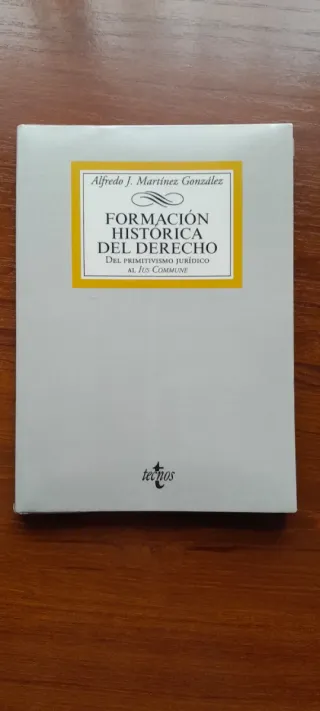 Alfredo J. Martínez González
FORMACIÓN
HISTÓRICA
DEL DERECHO
DEL PRIMITIVISMO JURÍDICO
AL IUS COMMUNE
tecnos